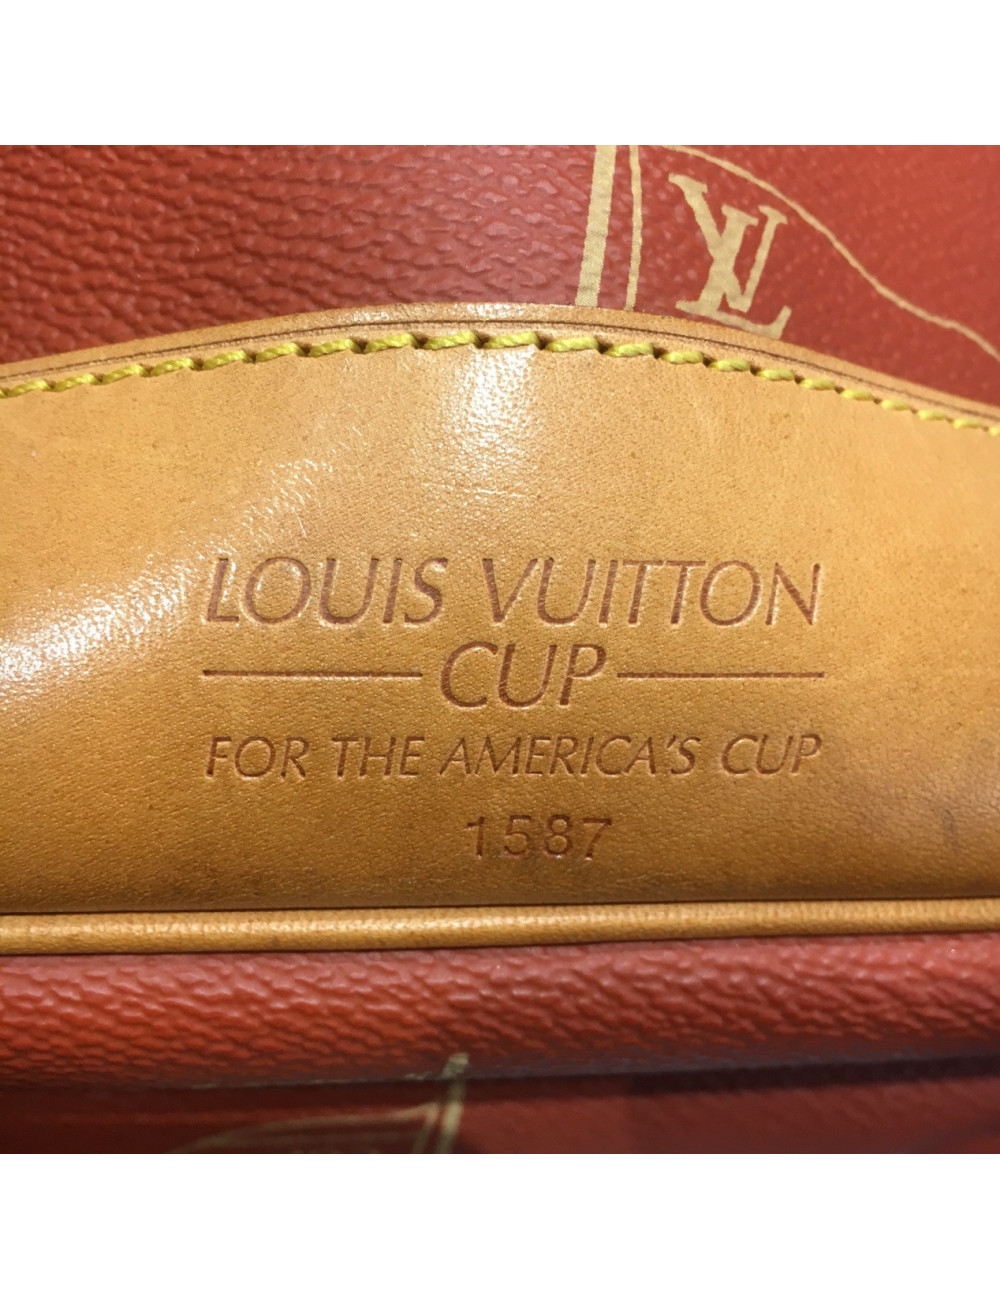 LV
LOUIS VUITTON
CUP
FOR THE AMERICA'S CUP
1587